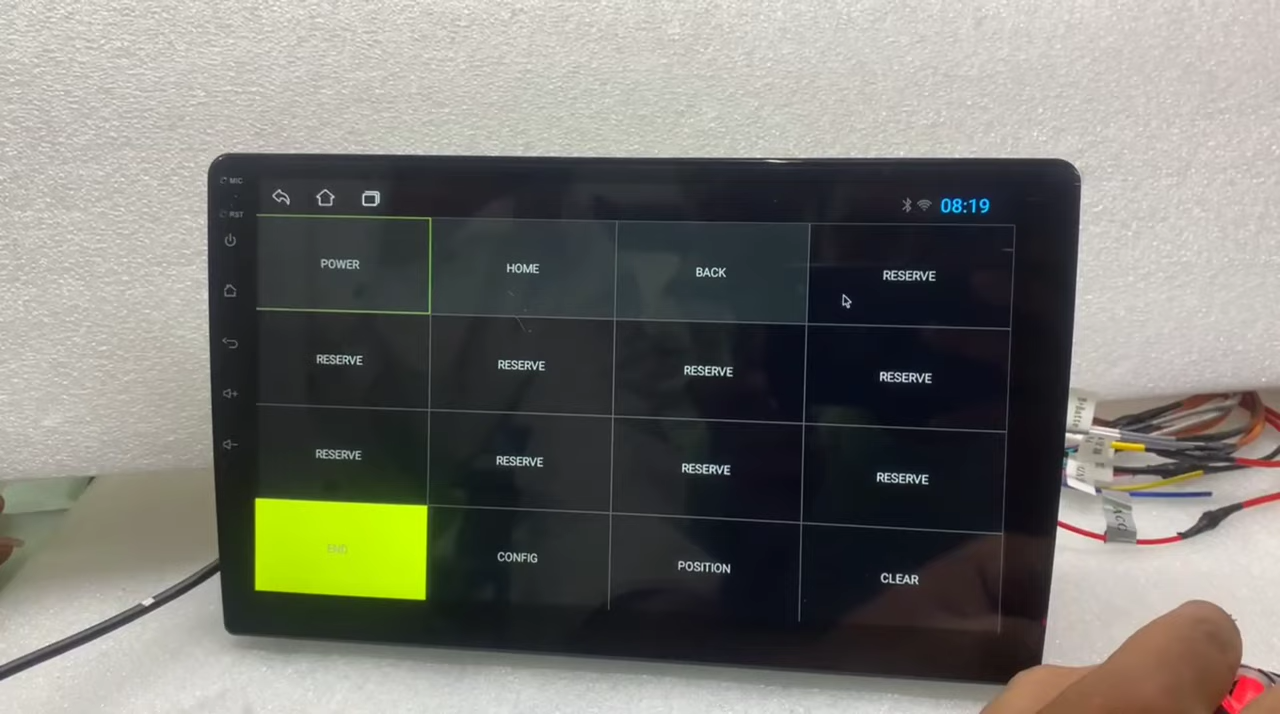 MIC
RST
08:19
POWER
HOME
BACK
RESERVE
RESERVE
RESERVE
RESERVE
RESERVE
RESERVE
RESERVE
RESERVE
RESERVE
END
CONFIG
POSITION
CLEAR
ACC